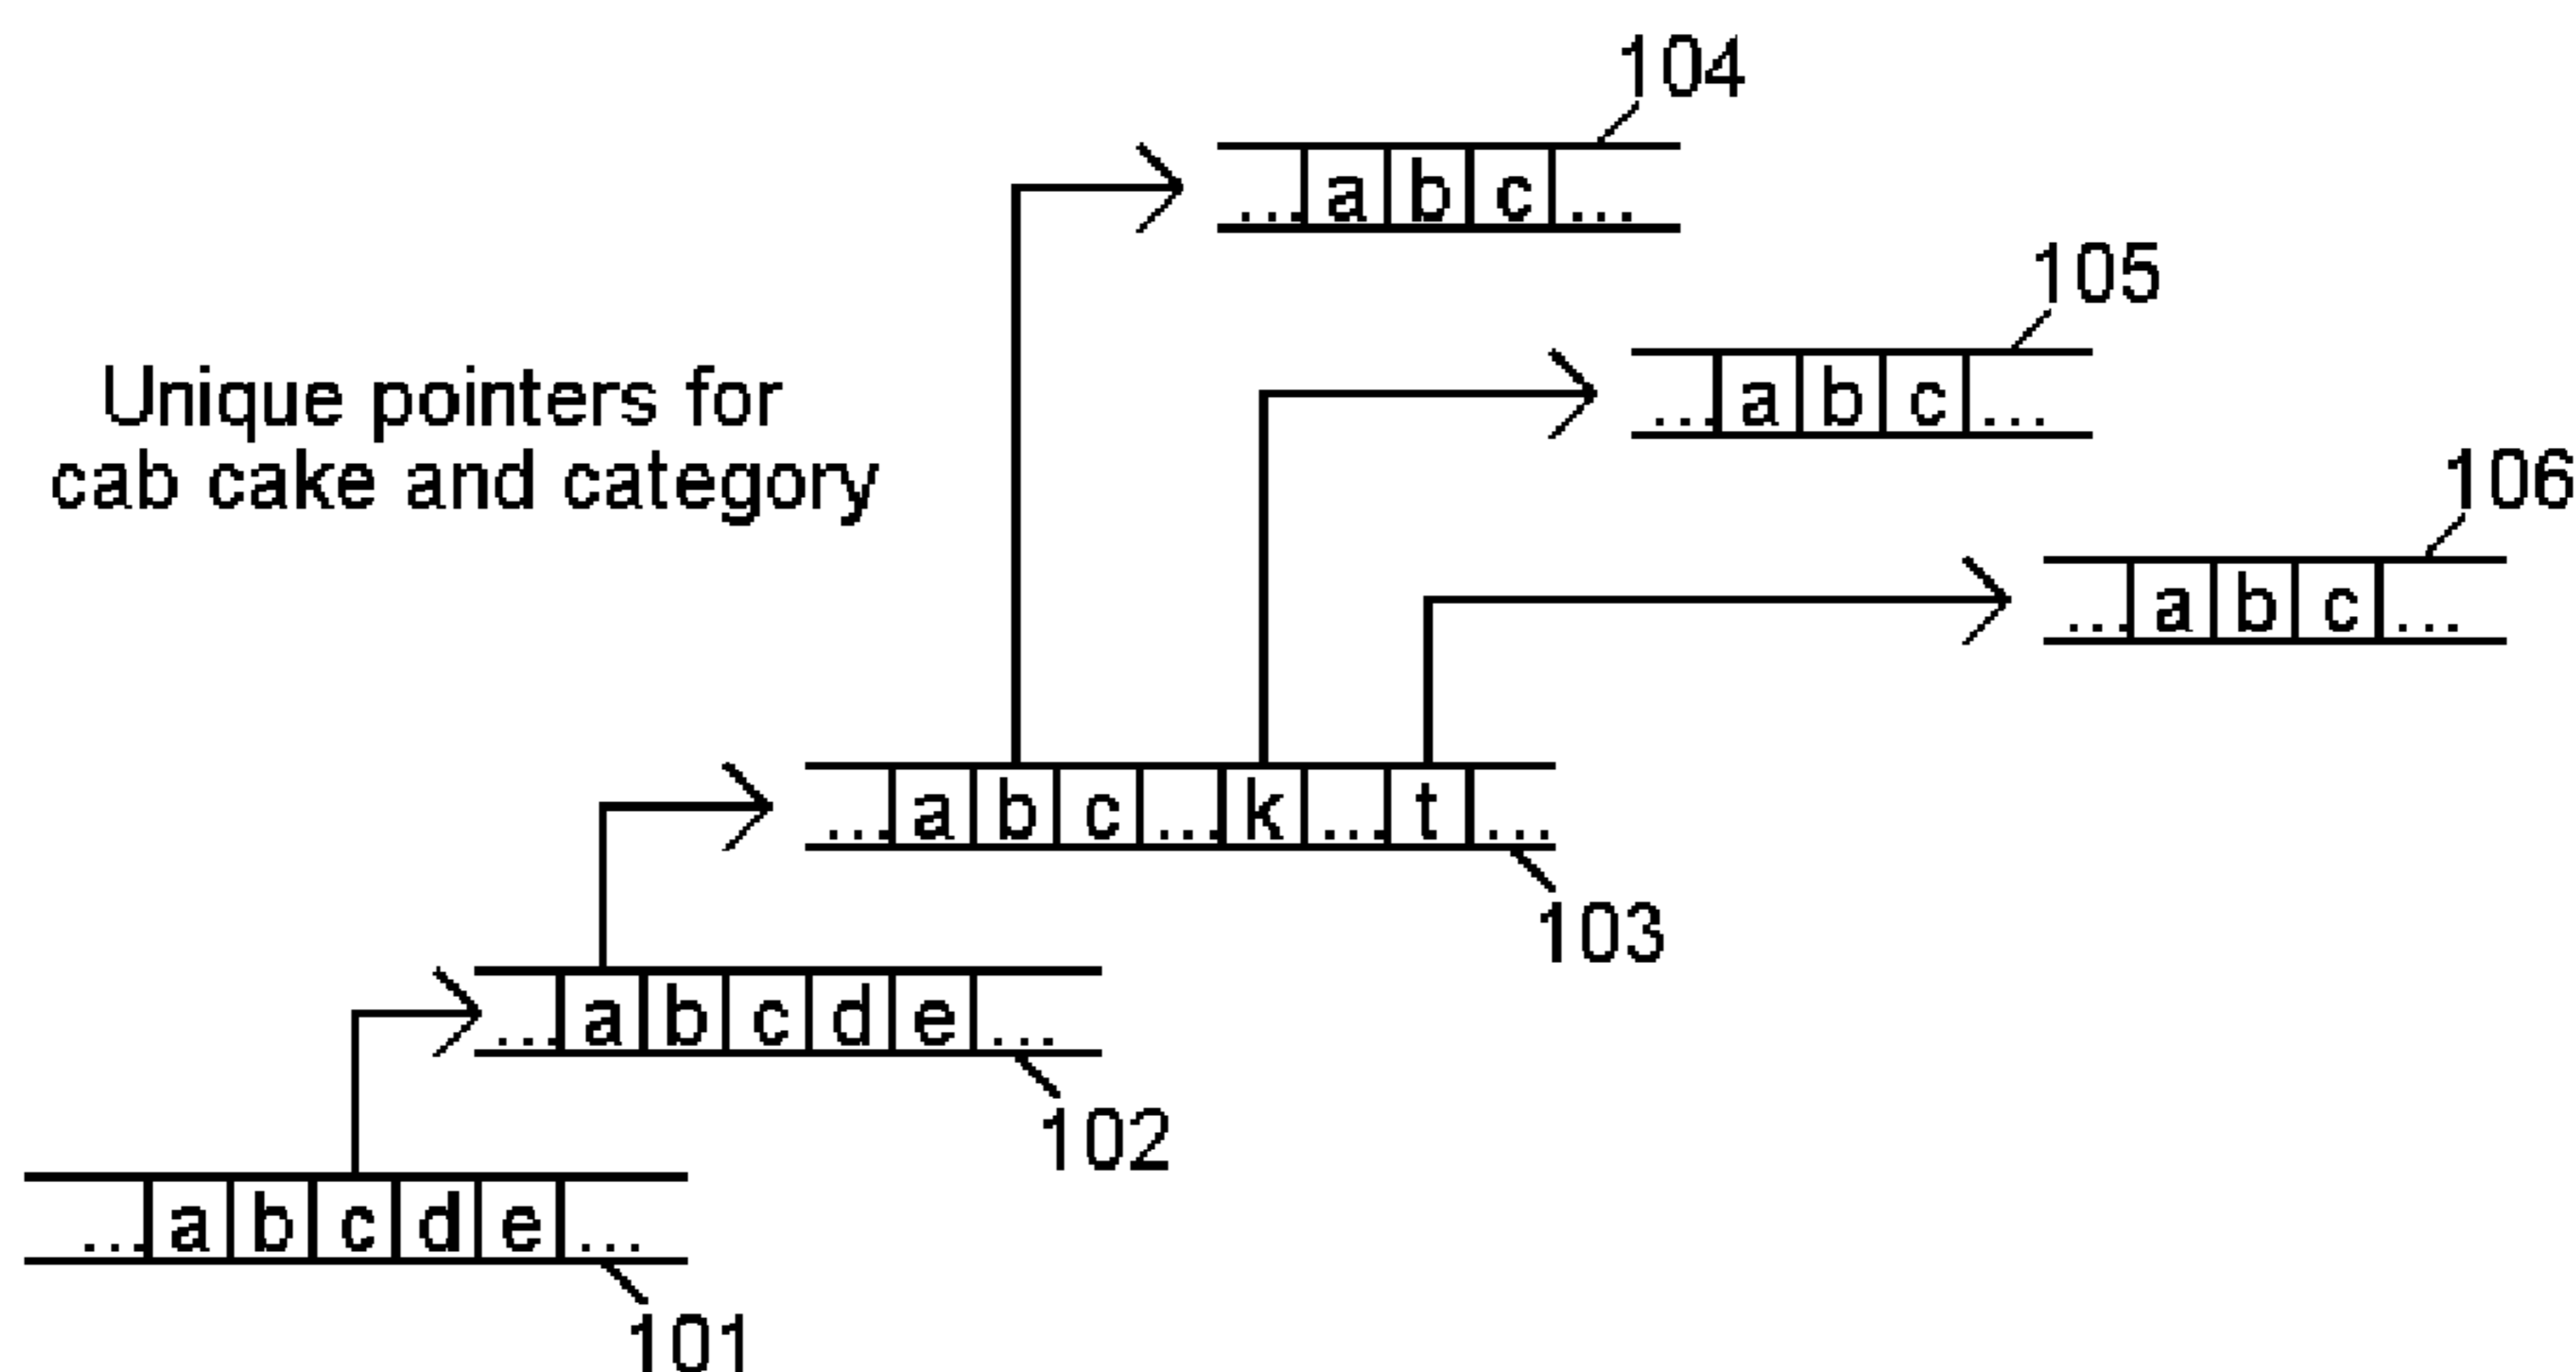 104
... a b c ...
105
... a b c ...
Unique pointers for
cab cake and category
106
... a b c ...
... a b c ... k ... t ...
103
... a b c d e ...
102
... a b c d e ...
101